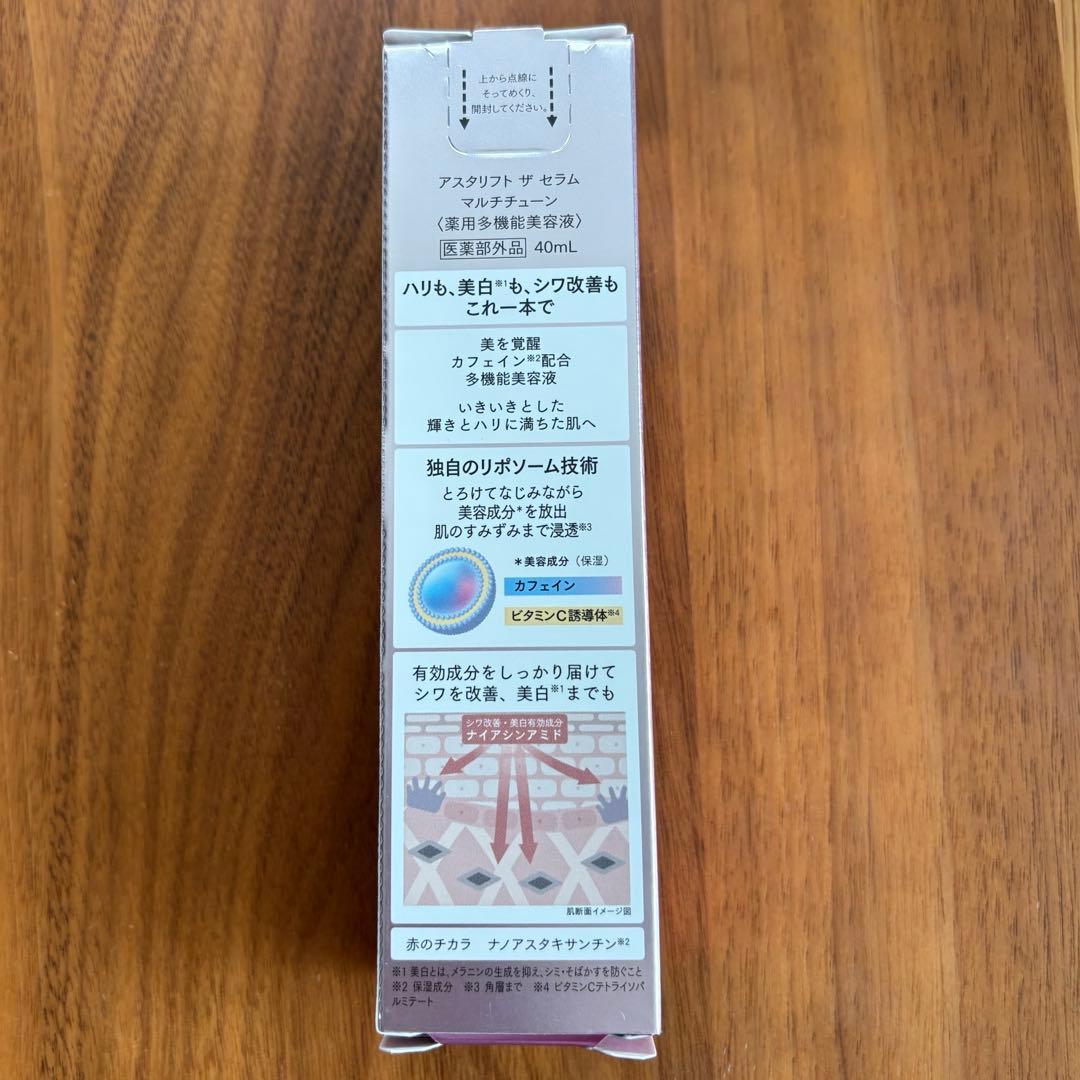 上から点線に
そってめくり、
開封してください。
アスタリフト ザ セラム
マルチチューン
〈薬用多機能美容液〉
医薬部外品 40mL
ハリも、美白※1も、シワ改善も
これ一本で
美を覚醒
カフェイン※2配合
多機能美容液
いきいきとした
輝きとハリに満ちた肌へ
独自のリポソーム技術
とろけてなじみながら
美容成分*を放出
肌のすみずみまで浸透※3
*美容成分（保湿）
カフェイン
ビタミンC誘導体※4
有効成分をしっかり届けて
シワを改善、美白※1までも
シワ改善・美白有効成分
ナイアシンアミド
肌断面イメージ図
赤のチカラ ナノアスタキサンチン※2
※1 美白とは、メラニンの生成を抑え、シミ・そばかすを防ぐこと
※2 保湿成分 ※3 角層まで ※4 ビタミンCテトライソパ
ルミテート